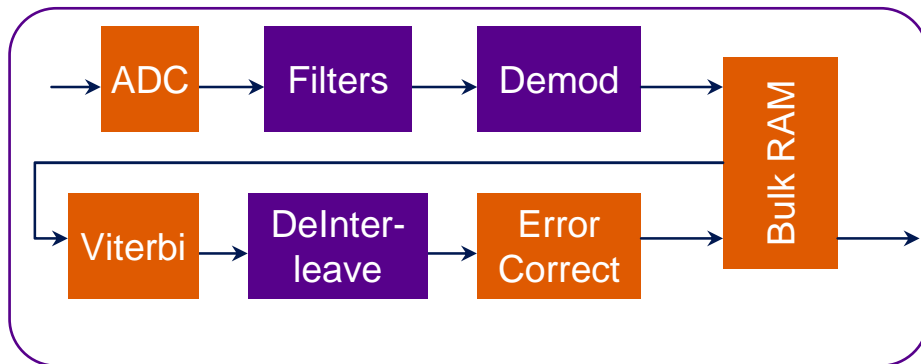 ADC
Filters
Demod
Bulk RAM
Viterbi
DeInter-
leave
Error
Correct